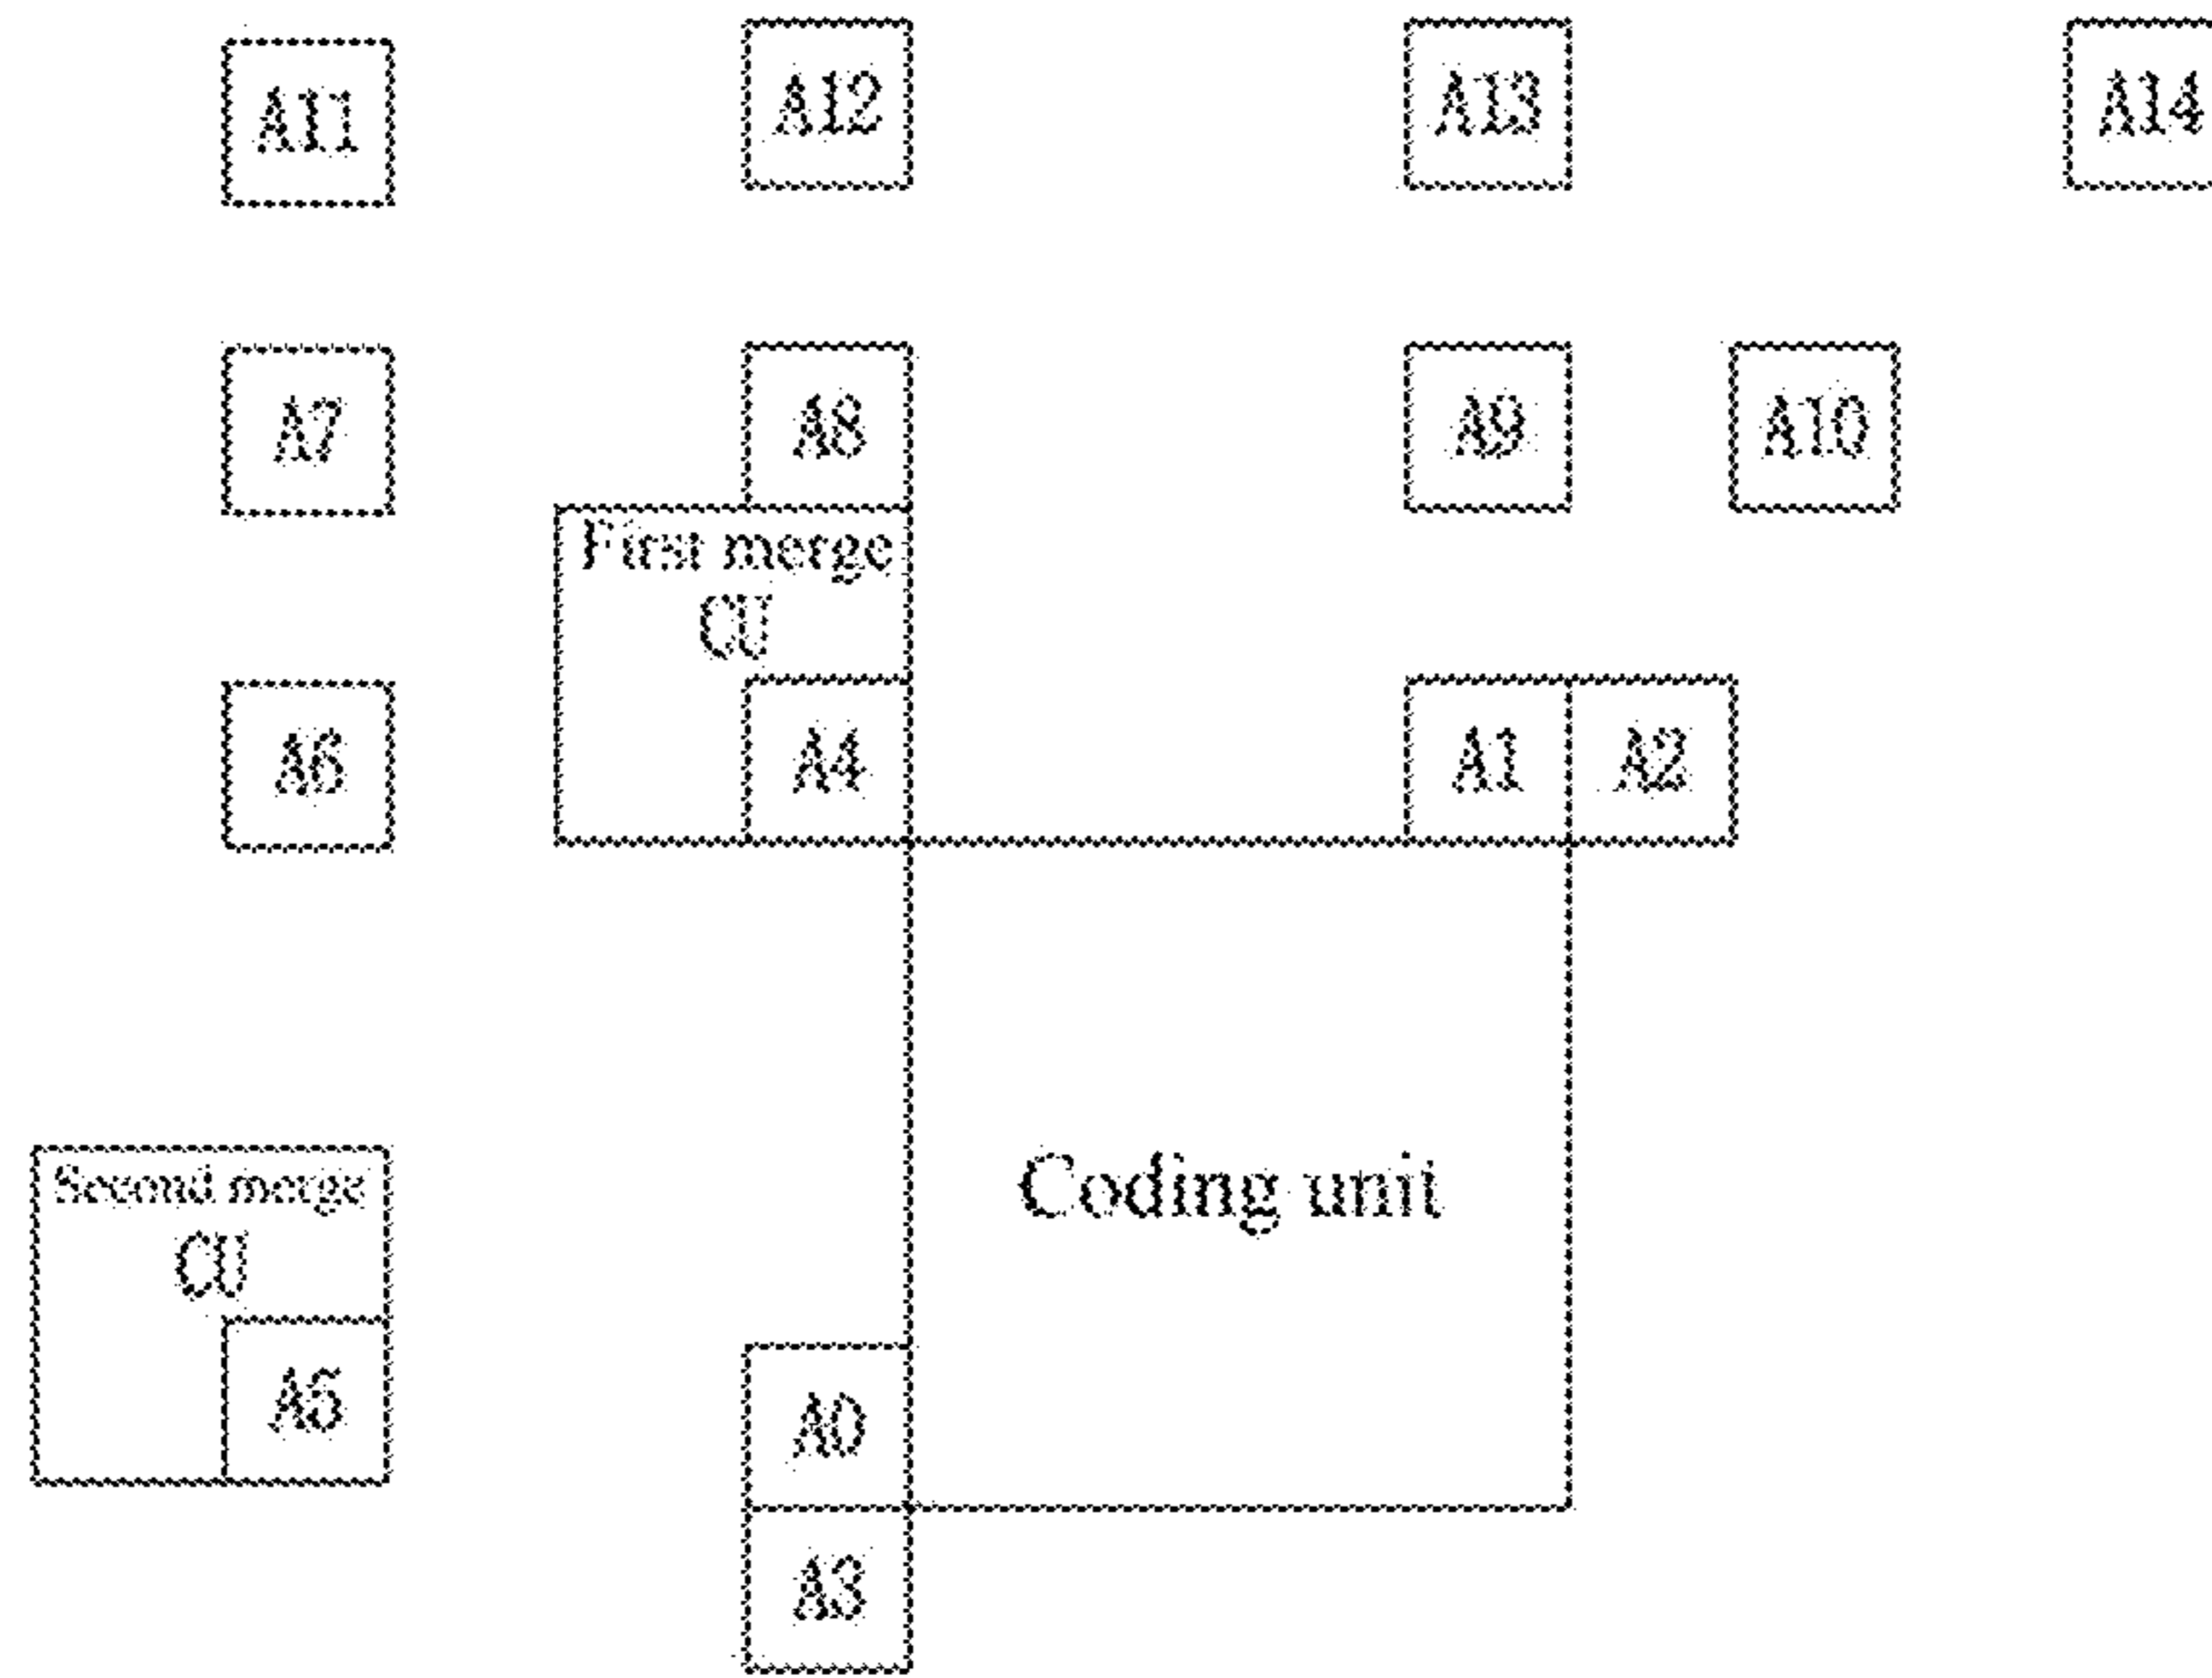 A11
A12
A13
A14
A7
A8
A9
A10
First merge
CU
A6
A4
A1
A2
Second merge
CU
Coding unit
A5
A0
A3